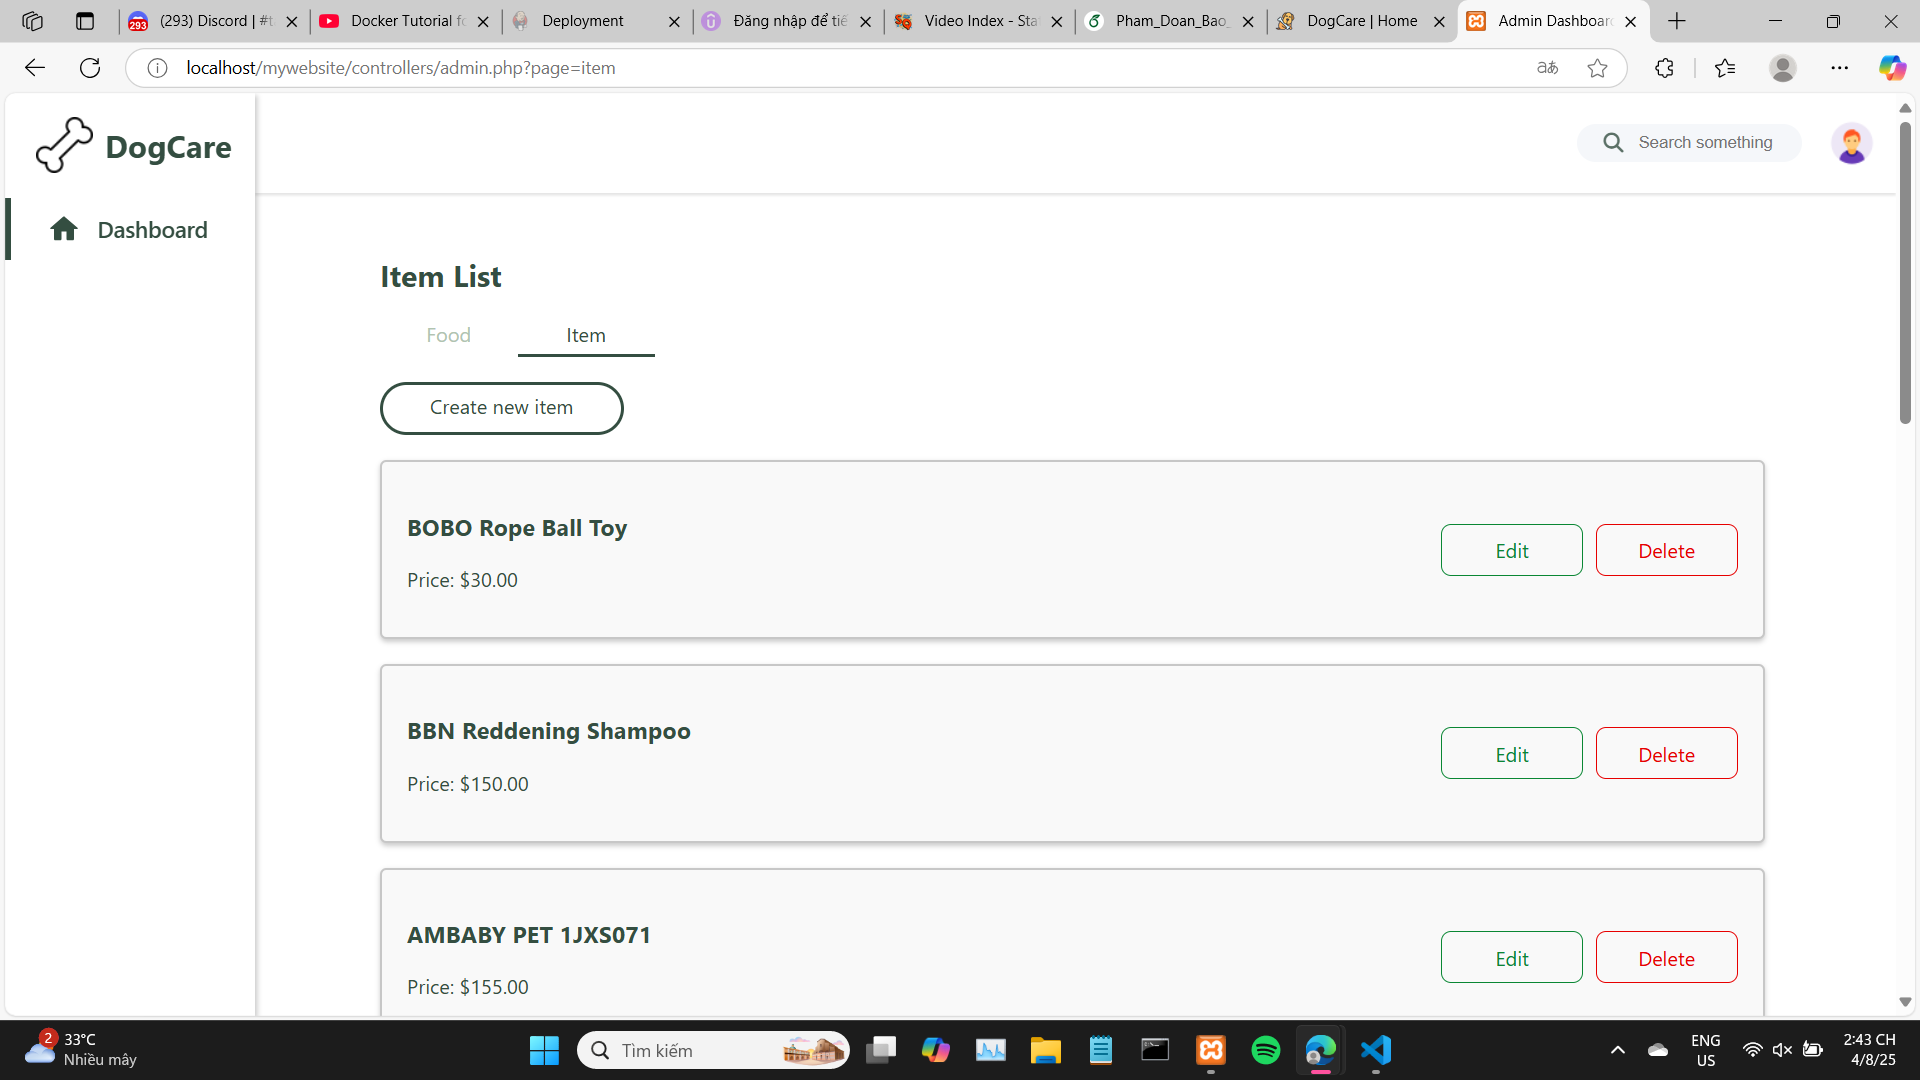 (293) Discord | #t
Docker Tutorial fo
Deployment
Đăng nhập để tiế
Video Index - Sta
Pham_Doan_Bao_
DogCare | Home
Admin Dashboard
localhost/mywebsite/controllers/admin.php?page=item
DogCare
Search something
Dashboard
Item List
Food Item
Create new item
BOBO Rope Ball Toy
Price: $30.00
Edit Delete
BBN Reddening Shampoo
Price: $150.00
Edit Delete
AMBABY PET 1JXS071
Price: $155.00
Edit Delete
2
33°C
Nhiều mây
Tìm kiếm
ENG
US
2:43 CH
4/8/25